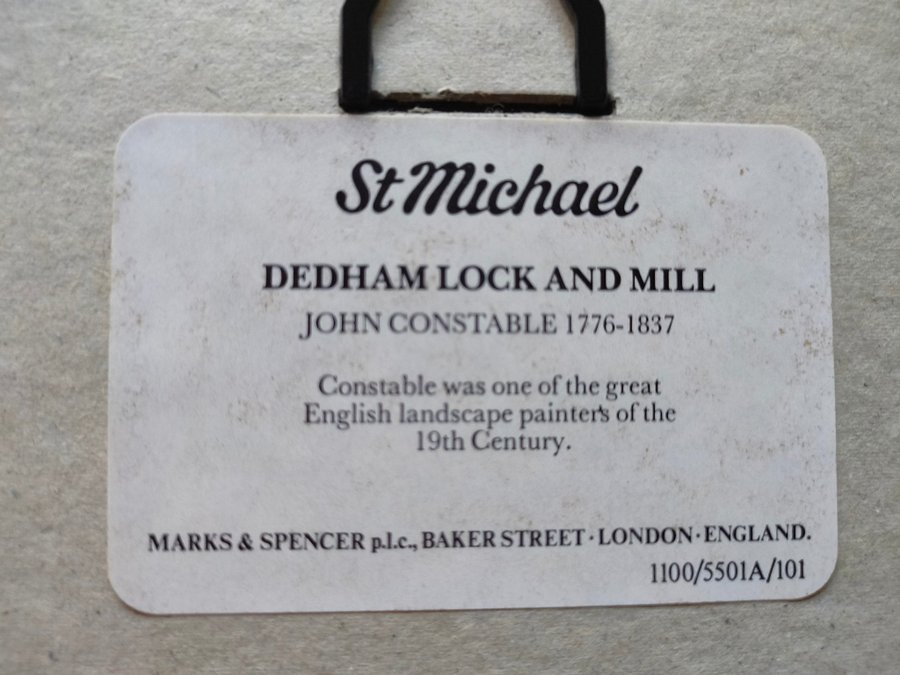 St Michael
DEDHAM LOCK AND MILL
JOHN CONSTABLE 1776-1837
Constable was one of the great
English landscape painters of the
19th Century.
MARKS & SPENCER p.l.c., BAKER STREET · LONDON · ENGLAND.
1100/5501A/101